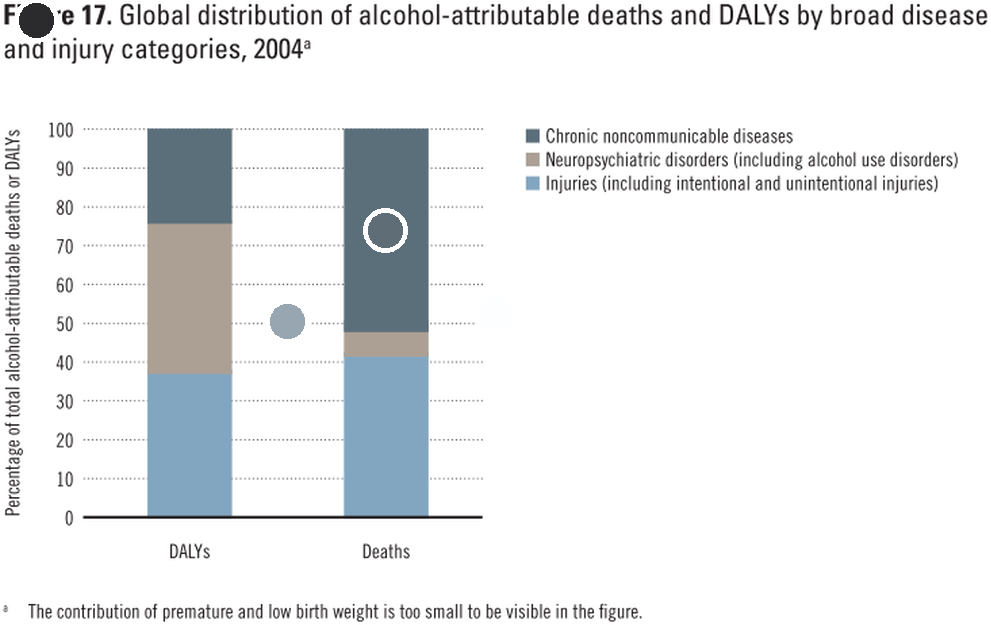 17. Global distribution of alcohol-attributable deaths and DALYs by broad disease
and injury categories, 2004ᵃ
Percentage of total alcohol-attributable deaths or DALYs
100
90
80
70
60
50
40
30
20
10
0
DALYs
Deaths
Chronic noncommunicable diseases
Neuropsychiatric disorders (including alcohol use disorders)
Injuries (including intentional and unintentional injuries)
ᵃ The contribution of premature and low birth weight is too small to be visible in the figure.